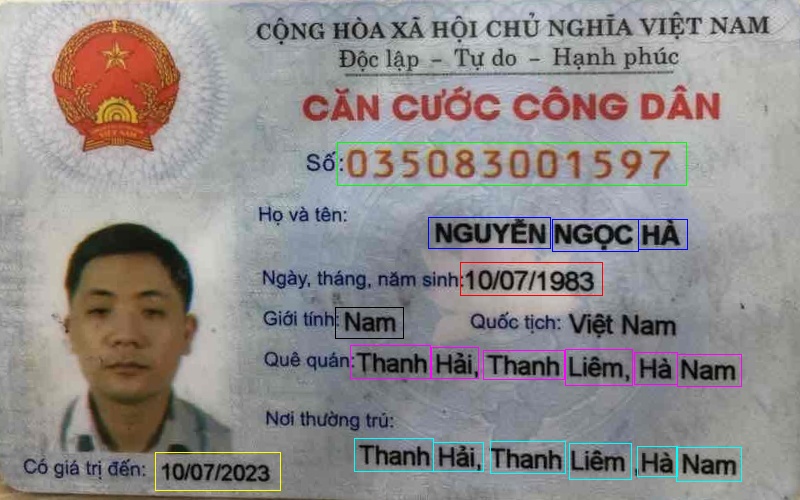 CỘNG HÒA XÃ HỘI CHỦ NGHĨA VIỆT NAM
Độc lập - Tự do - Hạnh phúc
CĂN CƯỚC CÔNG DÂN
Số: 035083001597
Họ và tên:
NGUYỄN NGỌC HÀ
Ngày, tháng, năm sinh: 10/07/1983
Giới tính: Nam Quốc tịch: Việt Nam
Quê quán: Thanh Hải, Thanh Liêm, Hà Nam
Nơi thường trú:
Thanh Hải, Thanh Liêm , Hà Nam
Có giá trị đến: 10/07/2023